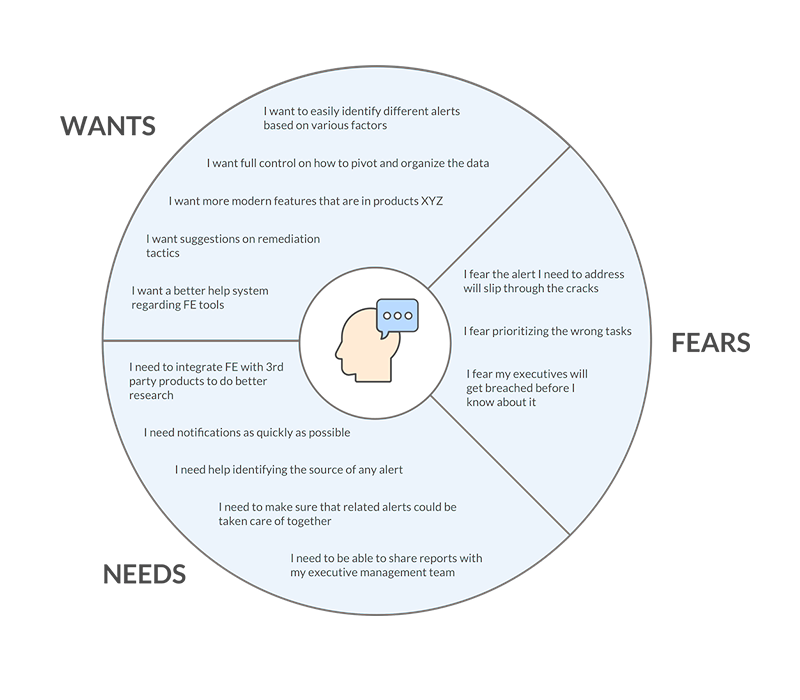 WANTS
I want to easily identify different alerts
based on various factors
I want full control on how to pivot and organize the data
I want more modern features that are in products XYZ
I want suggestions on remediation
tactics
I want a better help system
regarding FE tools
FEARS
I fear the alert I need to address
will slip through the cracks
I fear prioritizing the wrong tasks
I fear my executives will
get breached before I
know about it
NEEDS
I need to integrate FE with 3rd
party products to do better
research
I need notifications as quickly as possible
I need help identifying the source of any alert
I need to make sure that related alerts could be
taken care of together
I need to be able to share reports with
my executive management team